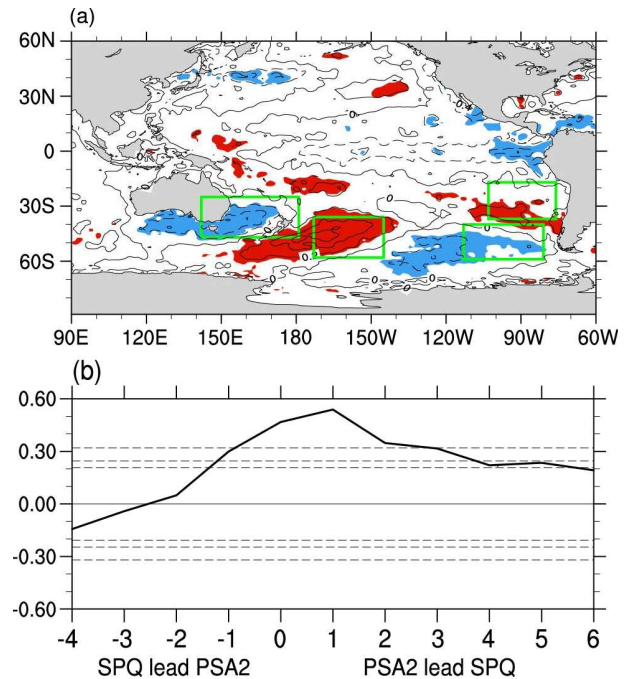 (a)
60N
30N
0
30S
60S
90E 120E 150E 180 150W 120W 90W 60W
(b)
0.60
0.30
0.00
-0.30
-0.60
-4 -3 -2 -1 0 1 2 3 4 5 6
SPQ lead PSA2 PSA2 lead SPQ